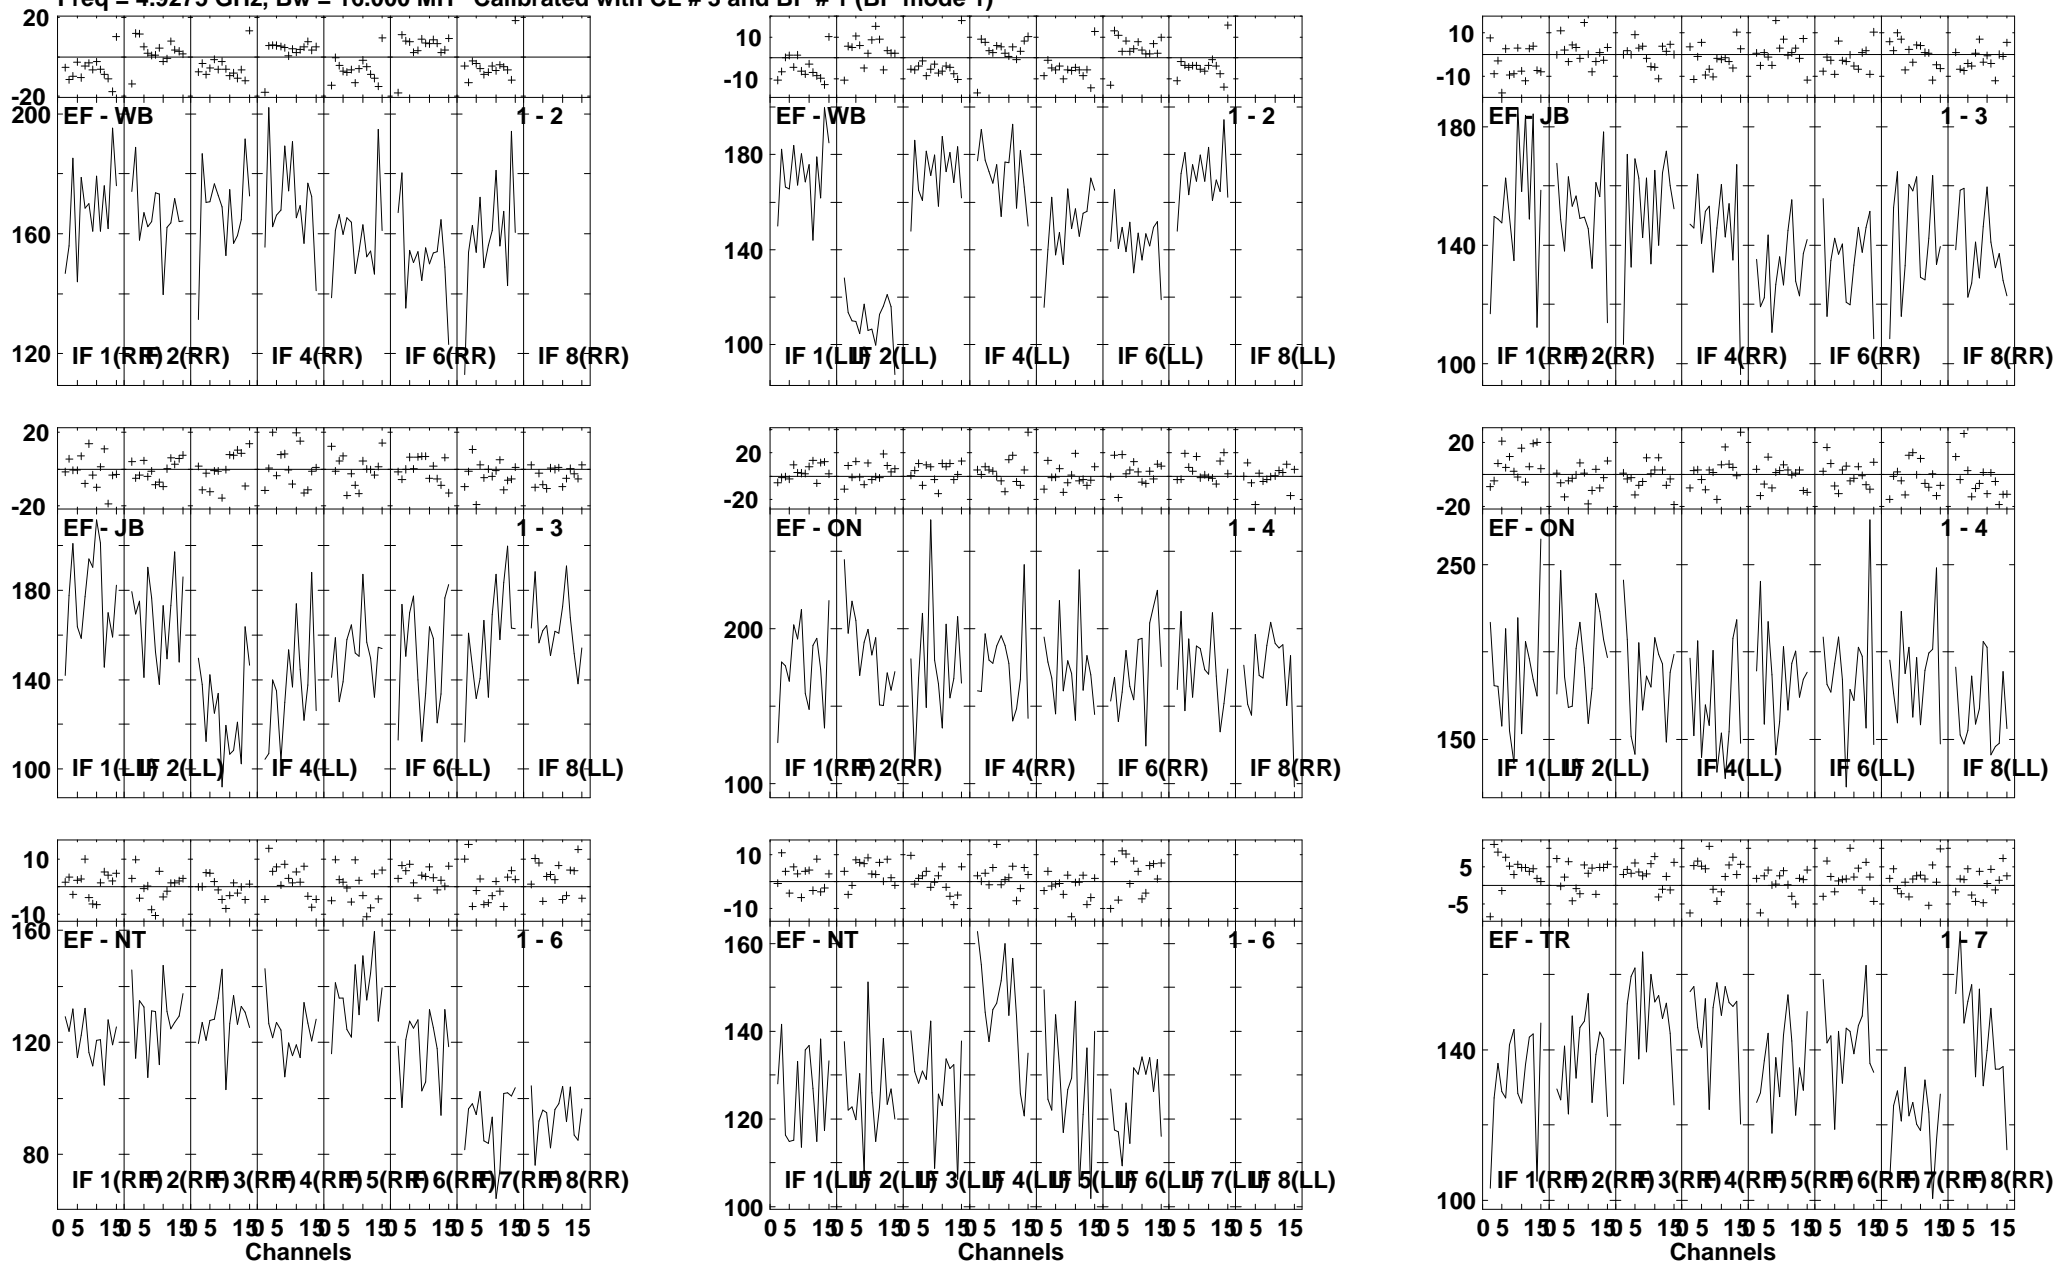 Freq = 4.9275 GHz, Bw = 16.000 MH Calibrated with CL # 3 and BP # 1 (BP mode 1)
20
-20
200
160
120
EF - WB
1 - 2
IF 1(RR)
IF 2(RR)
IF 4(RR)
IF 6(RR)
IF 8(RR)
10
-10
180
140
100
EF - WB
1 - 2
IF 1(LL)
IF 2(LL)
IF 4(LL)
IF 6(LL)
IF 8(LL)
10
-10
180
140
100
EF - JB
1 - 3
IF 1(RR)
IF 2(RR)
IF 4(RR)
IF 6(RR)
IF 8(RR)
20
-20
180
140
100
EF - JB
1 - 3
IF 1(LL)
IF 2(LL)
IF 4(LL)
IF 6(LL)
IF 8(LL)
20
-20
200
100
EF - ON
1 - 4
IF 1(RR)
IF 2(RR)
IF 4(RR)
IF 6(RR)
IF 8(RR)
20
-20
250
150
EF - ON
1 - 4
IF 1(LL)
IF 2(LL)
IF 4(LL)
IF 6(LL)
IF 8(LL)
10
-10
160
120
80
EF - NT
1 - 6
IF 1(RR)
IF 2(RR)
IF 3(RR)
IF 4(RR)
IF 5(RR)
IF 6(RR)
IF 7(RR)
IF 8(RR)
0 5 15
0 5 15
0 5 15
0 5 15
0 5 15
0 5 15
0 5 15
0 5 15
Channels
10
-10
160
140
120
100
EF - NT
1 - 6
IF 1(LL)
IF 2(LL)
IF 3(LL)
IF 4(LL)
IF 5(LL)
IF 6(LL)
IF 7(LL)
IF 8(LL)
0 5 15
0 5 15
0 5 15
0 5 15
0 5 15
0 5 15
0 5 15
0 5 15
Channels
5
-5
140
100
EF - TR
1 - 7
IF 1(RR)
IF 2(RR)
IF 3(RR)
IF 4(RR)
IF 5(RR)
IF 6(RR)
IF 7(RR)
IF 8(RR)
0 5 15
0 5 15
0 5 15
0 5 15
0 5 15
0 5 15
0 5 15
0 5 15
Channels